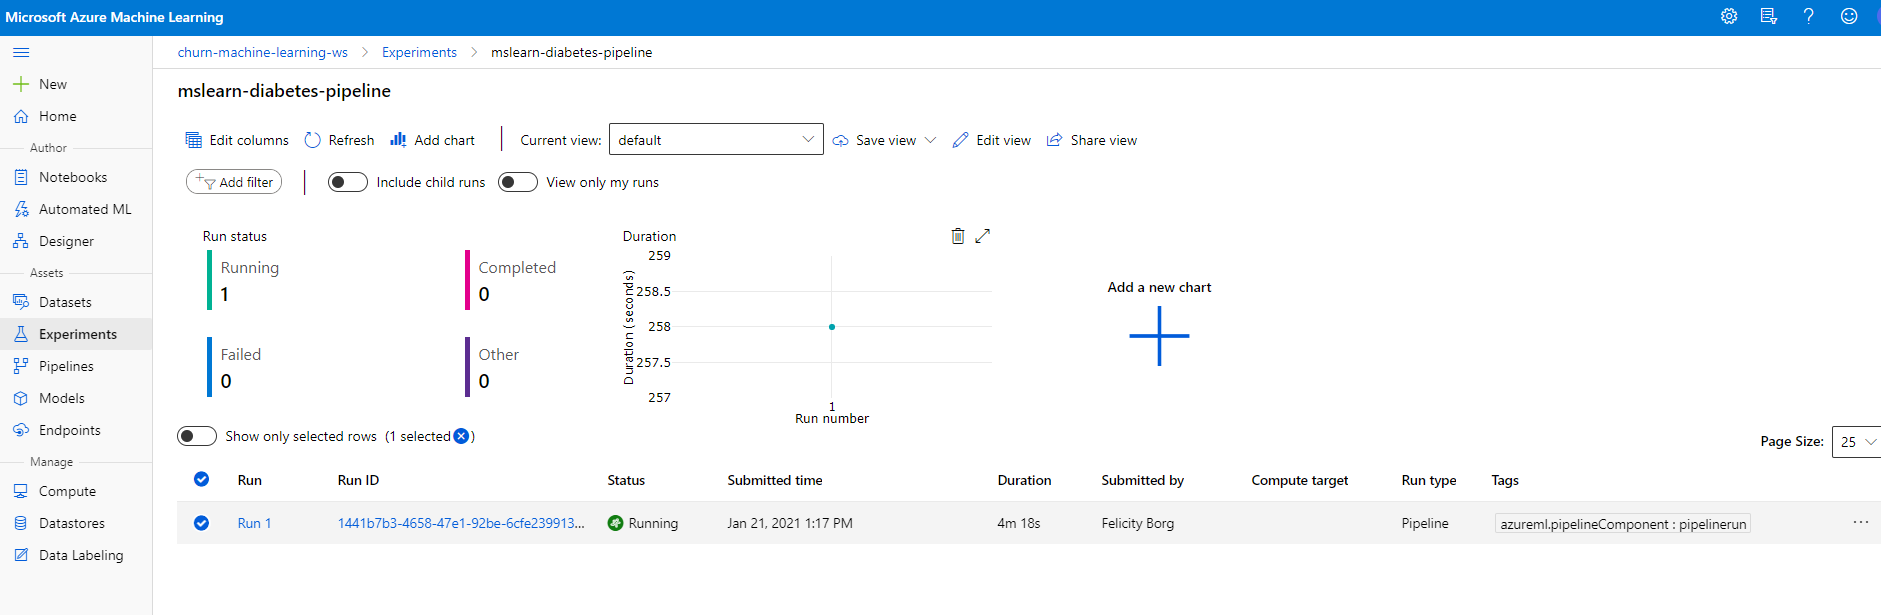 Microsoft Azure Machine Learning
churn-machine-learning-ws > Experiments > mslearn-diabetes-pipeline
New
Home
Author
Notebooks
Automated ML
Designer
Assets
Datasets
Experiments
Pipelines
Models
Endpoints
Manage
Compute
Datastores
Data Labeling
mslearn-diabetes-pipeline
Edit columns Refresh Add chart Current view: default Save view Edit view Share view
Add filter Include child runs View only my runs
Run status
Running
1
Completed
0
Failed
0
Other
0
Duration
Duration (seconds)
259
258.5
258
257.5
257
1
Run number
Add a new chart
Show only selected rows (1 selected )
Page Size: 25
Run Run ID Status Submitted time Duration Submitted by Compute target Run type Tags
Run 1 1441b7b3-4658-47e1-92be-6cfe239913... Running Jan 21, 2021 1:17 PM 4m 18s Felicity Borg Pipeline azureml.pipelineComponent : pipelinerun ...